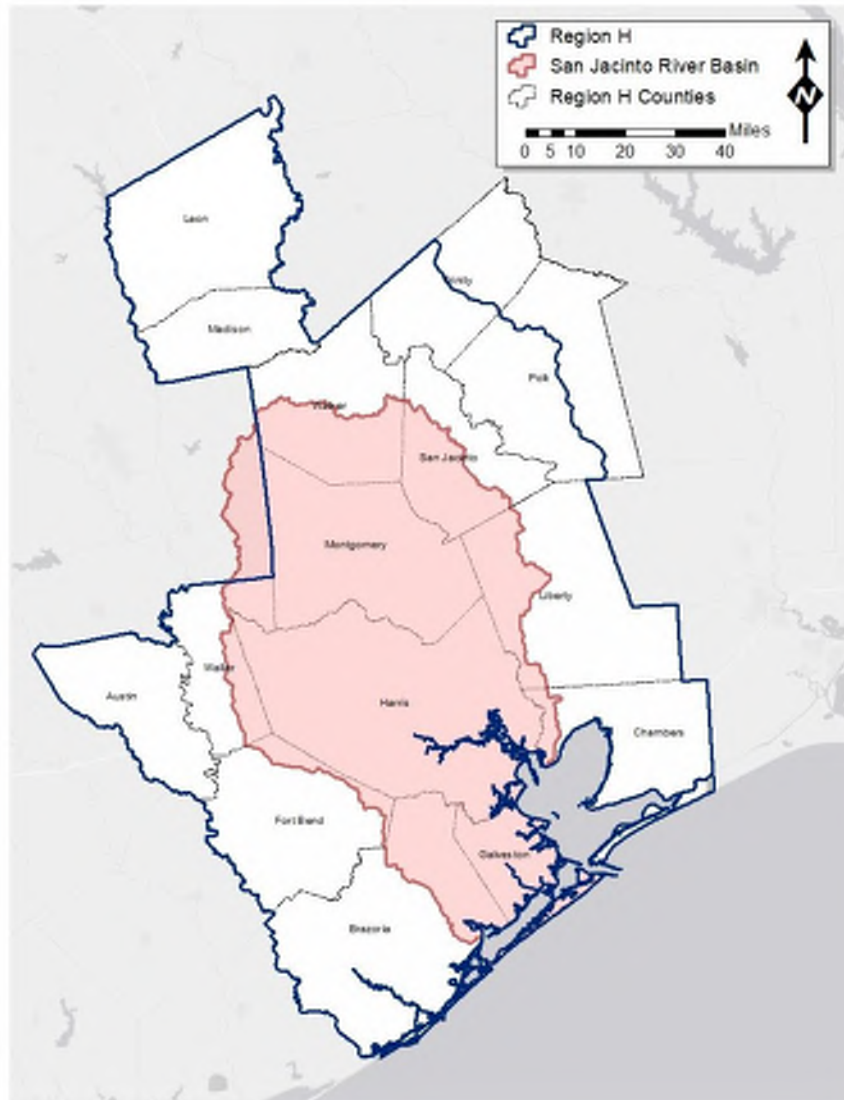 Region H
San Jacinto River Basin
Region H Counties
N
Miles
0 5 10 20 30 40
Leon
Trinity
Madison
Polk
Walker
San Jacinto
Montgomery
Liberty
Waller
Austin
Harris
Chambers
Fort Bend
Galveston
Brazoria